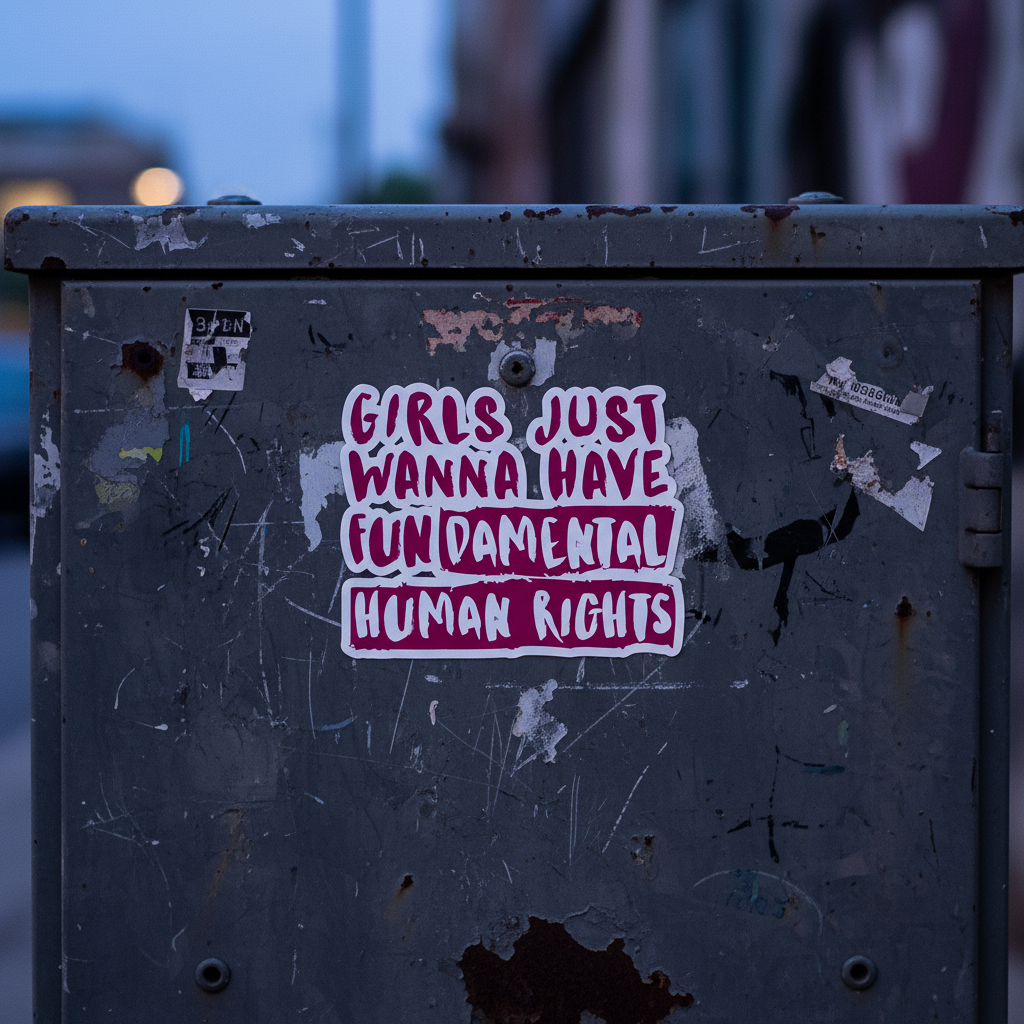 GIRLS JUST
WANNA HAVE
FUNDAMENTAL
HUMAN RIGHTS